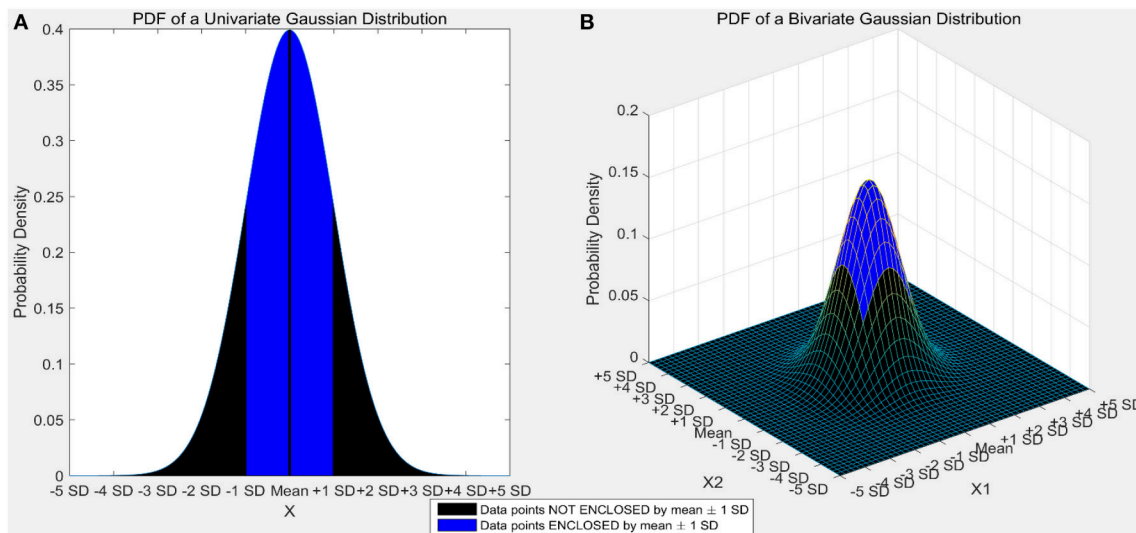 A
PDF of a Univariate Gaussian Distribution
0.4
0.35
0.3
0.25
0.2
0.15
0.1
0.05
0
Probability Density
-5 SD -4 SD -3 SD -2 SD -1 SD Mean +1 SD +2 SD +3 SD +4 SD +5 SD
X
B
PDF of a Bivariate Gaussian Distribution
0.2
0.15
0.1
0.05
0
Probability Density
+5 SD
+4 SD
+3 SD
+2 SD
+1 SD
Mean
-1 SD
-2 SD
-3 SD
-4 SD
-5 SD
X2
-5 SD
-4 SD
-3 SD
-2 SD
-1 SD
Mean
+1 SD
+2 SD
+3 SD
+4 SD
+5 SD
X1
Data points NOT ENCLOSED by mean ± 1 SD
Data points ENCLOSED by mean ± 1 SD